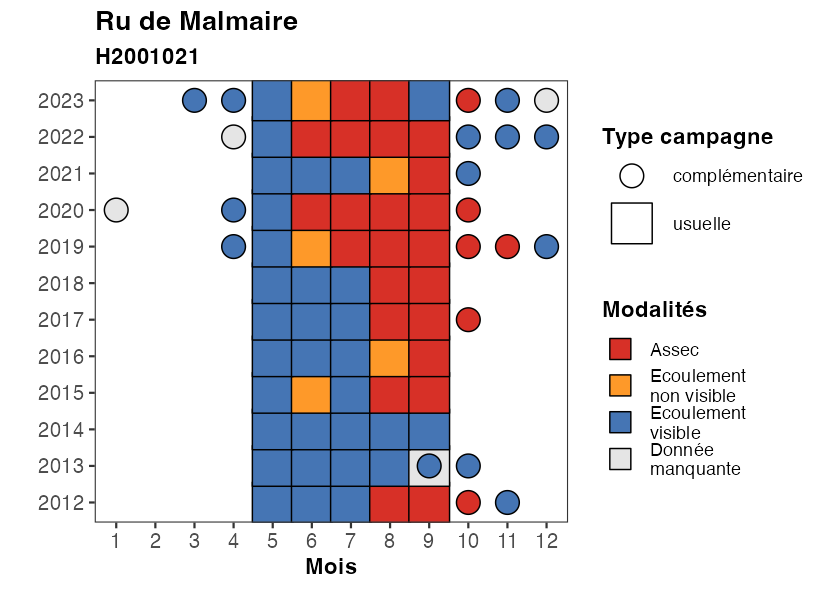 Ru de Malmaire
H2001021
2023
2022
2021
2020
2019
2018
2017
2016
2015
2014
2013
2012
1 2 3 4 5 6 7 8 9 10 11 12
Mois
Type campagne
complémentaire
usuelle
Modalités
Assec
Ecoulement
non visible
Ecoulement
visible
Donnée
manquante